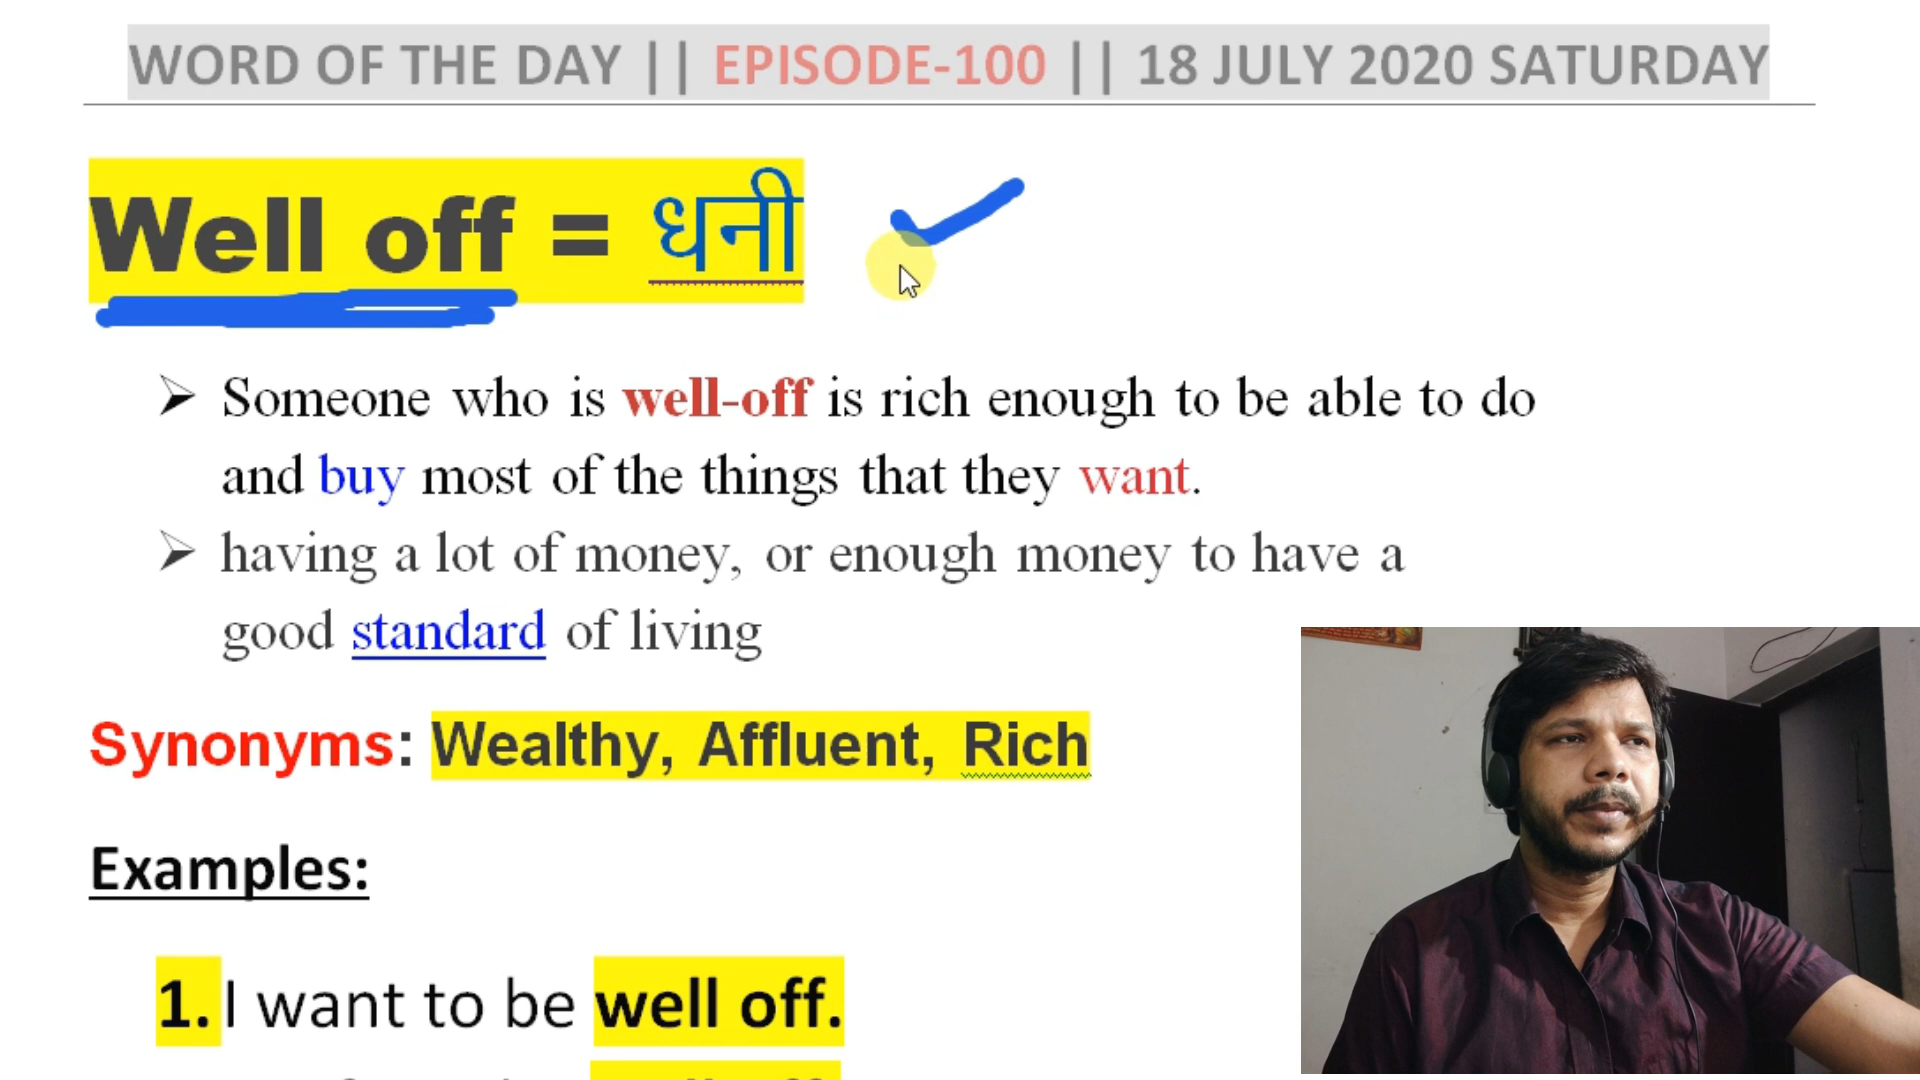 WORD OF THE DAY || EPISODE-100 || 18 JULY 2020 SATURDAY
Well off = धनी
Someone who is well-off is rich enough to be able to do
and buy most of the things that they want.
having a lot of money, or enough money to have a
good standard of living
Synonyms: Wealthy, Affluent, Rich
Examples:
1. I want to be well off.